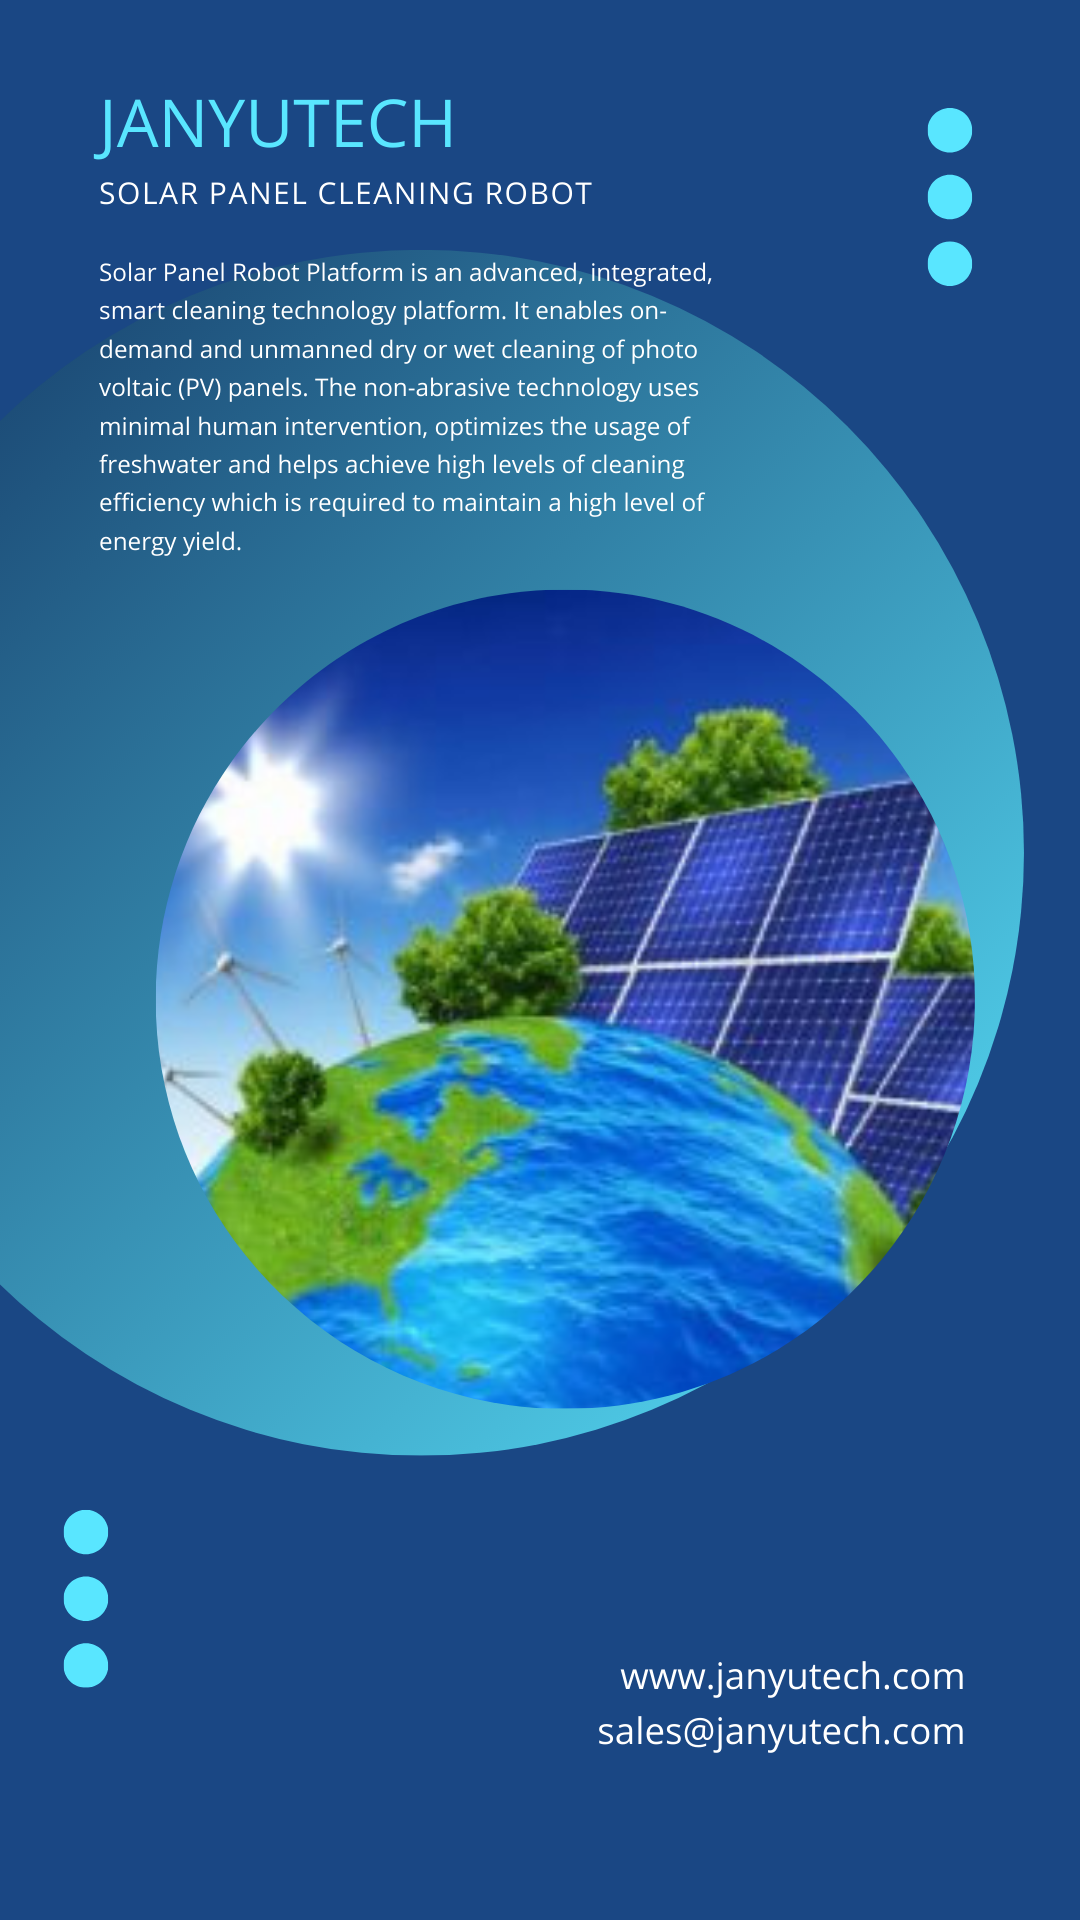 JANYUTECH
SOLAR PANEL CLEANING ROBOT
Solar Panel Robot Platform is an advanced, integrated,
smart cleaning technology platform. It enables on-
demand and unmanned dry or wet cleaning of photo
voltaic (PV) panels. The non-abrasive technology uses
minimal human intervention, optimizes the usage of
freshwater and helps achieve high levels of cleaning
efficiency which is required to maintain a high level of
energy yield.
www.janyutech.com
sales@janyutech.com